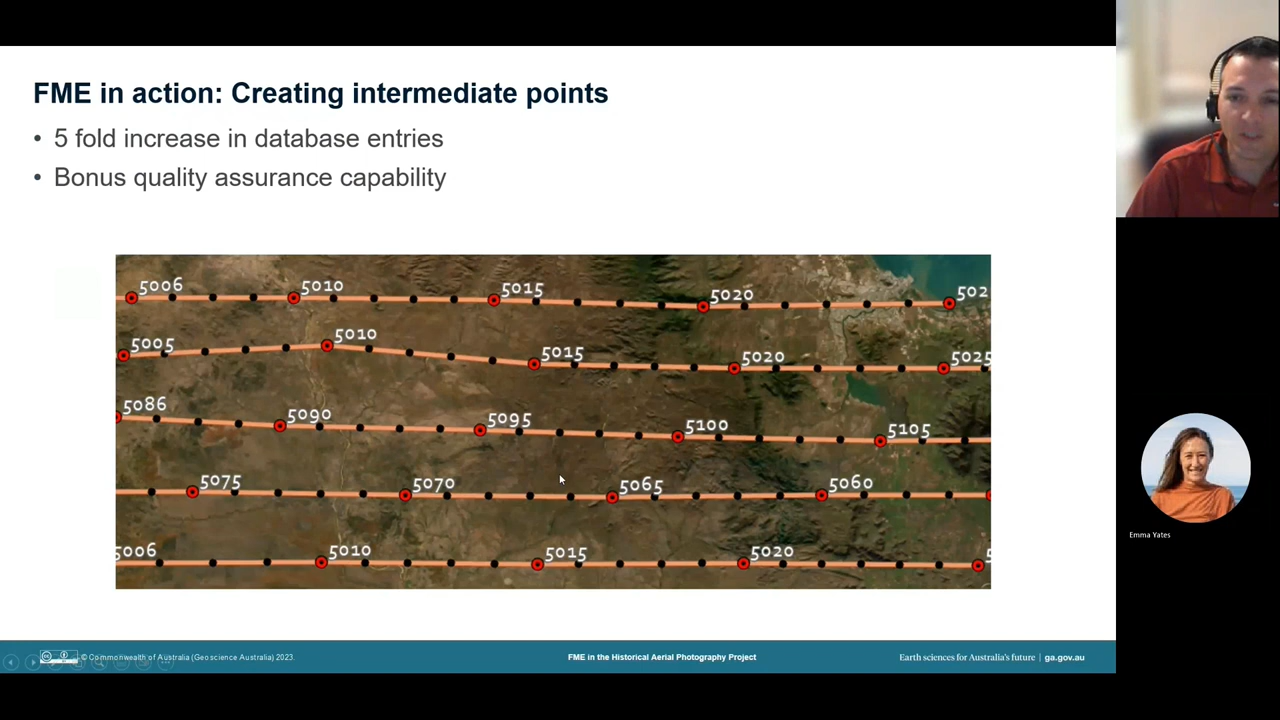 FME in action: Creating intermediate points
• 5 fold increase in database entries
• Bonus quality assurance capability
5006 5010 5015 5020 502
5005 5010 5015 5020 5025
5086 5090 5095 5100 5105
5075 5070 5065 5060
5006 5010 5015 5020 5
Emma Yates
© Commonwealth of Australia (Geoscience Australia) 2023.
FME in the Historical Aerial Photography Project
Earth sciences for Australia's future | ga.gov.au